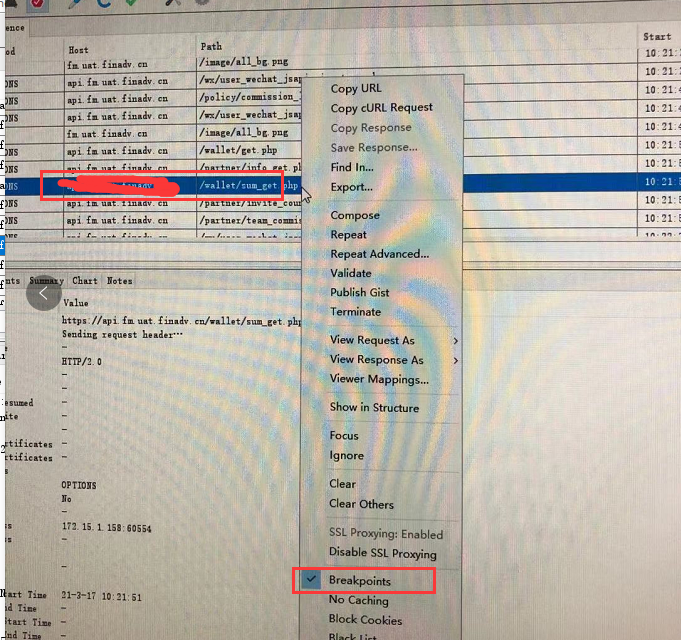 ence
od
Host
Path
Start
fm.uat.finadv.cn
/image/all_bg.png
10:21:
ONS
api.fm.uat.finadv.cn
/wx/user_wechat_jsap
10:21:
ONS
api.fm.uat.finadv.cn
/policy/commission_
10:21:4
ONS
api.fm.uat.finadv.cn
/wx/user_wechat_jsap
10:21:4
fm.uat.finadv.cn
/image/all_bg.png
10:21:4
ONS
api.fm.uat.finadv.cn
/wallet/get.php
10:21:5
ONS
api.fm.uat.finadv.cn
/partner/info_get.ph
10:21:5
ONS
/wallet/sum_get.php
10:21:5
ONS
api.fm.uat.finadv.cn
/partner/invite_cou
10:21:5
ONS
api.fm.uat.finadv.cn
/partner/team_commis
10:21:5
Copy URL
Copy cURL Request
Copy Response
Save Response...
Find In...
Export...
Compose
Repeat
Repeat Advanced...
Validate
Publish Gist
Terminate
View Request As
View Response As
Viewer Mappings...
Show in Structure
Focus
Ignore
Clear
Clear Others
SSL Proxying: Enabled
Disable SSL Proxying
Breakpoints
No Caching
Block Cookies
Black List
nts Summary Chart Notes
Value
https://api.fm.uat.finadv.cn/wallet/sum_get.php
Sending request header…
HTTP/2.0
esumed
ite
rtificates
rtificates
OPTIONS
No
172.15.1.158:60554
tart Time
21-3-17 10:21:51
nd Time
Start Time
End Time